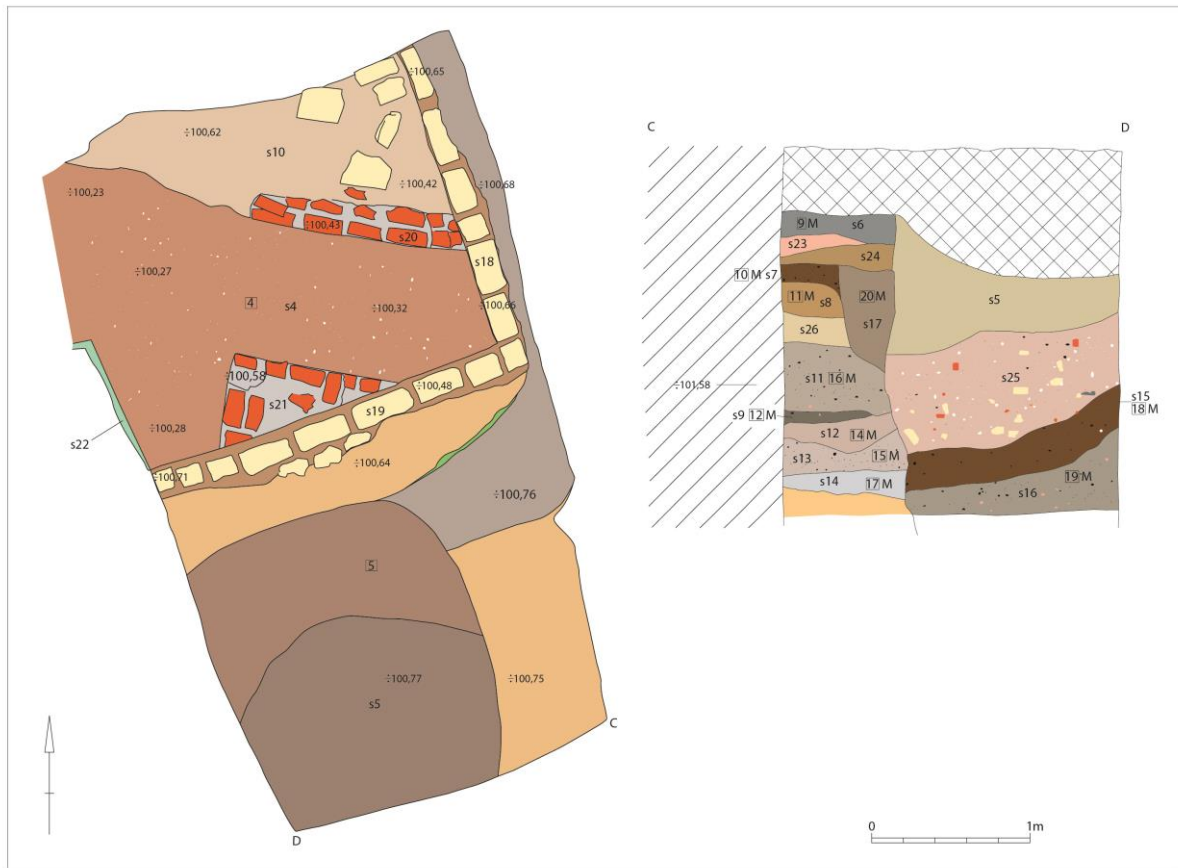 ÷100,65
÷100,62
s10
÷100,23
÷100,42
÷100,68
÷100,43
s20
s18
÷100,27
4 s4
÷100,32
÷100,66
÷100,58
÷100,48
s21
s19
÷100,28
s22
÷100,71
÷100,64
÷100,76
5
÷100,77
s5
÷100,75
C
D
C
D
9 M s6
s23
s24
10 M s7
11 M s8
20 M
s17
s5
s26
÷101,58
s11 16 M
s25
s15
18 M
s9 12 M
s12 14 M
s13 15 M
s14 17 M
19 M
s16
0 1m